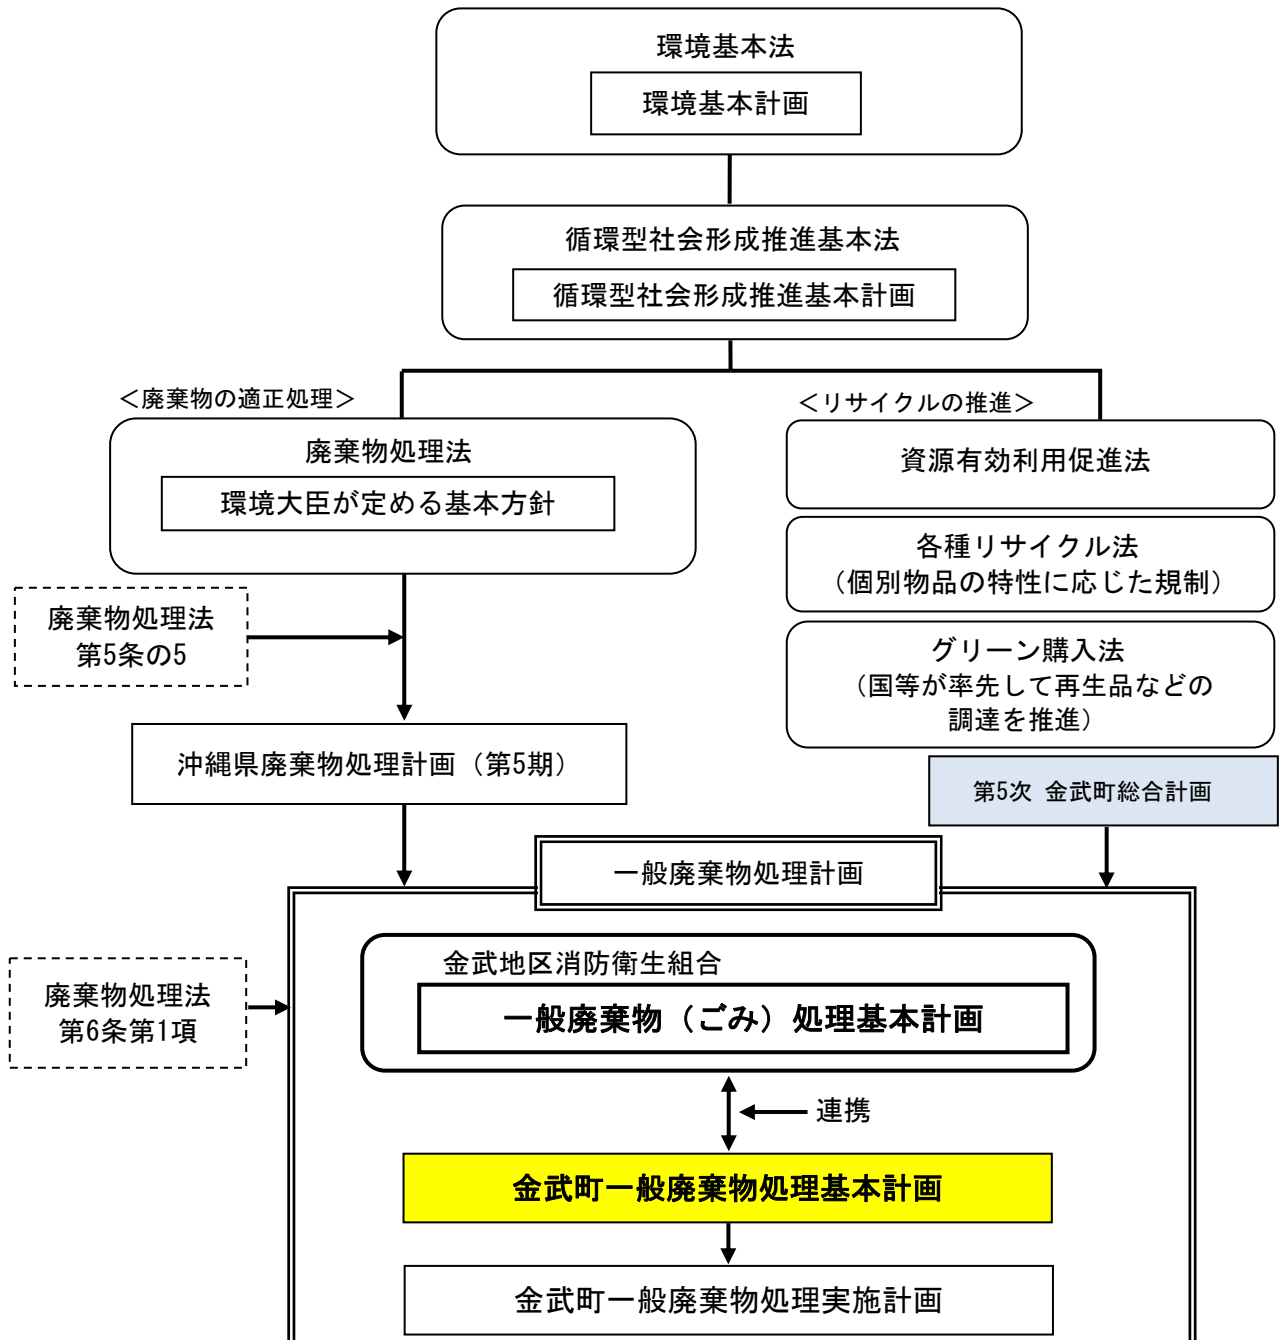 環境基本法
環境基本計画
循環型社会形成推進基本法
循環型社会形成推進基本計画
＜廃棄物の適正処理＞
廃棄物処理法
環境大臣が定める基本方針
＜リサイクルの推進＞
資源有効利用促進法
各種リサイクル法
（個別物品の特性に応じた規制）
グリーン購入法
（国等が率先して再生品などの
調達を推進）
廃棄物処理法
第5条の5
沖縄県廃棄物処理計画（第5期）
第5次 金武町総合計画
一般廃棄物処理計画
廃棄物処理法
第6条第1項
金武地区消防衛生組合
一般廃棄物（ごみ）処理基本計画
連携
金武町一般廃棄物処理基本計画
金武町一般廃棄物処理実施計画